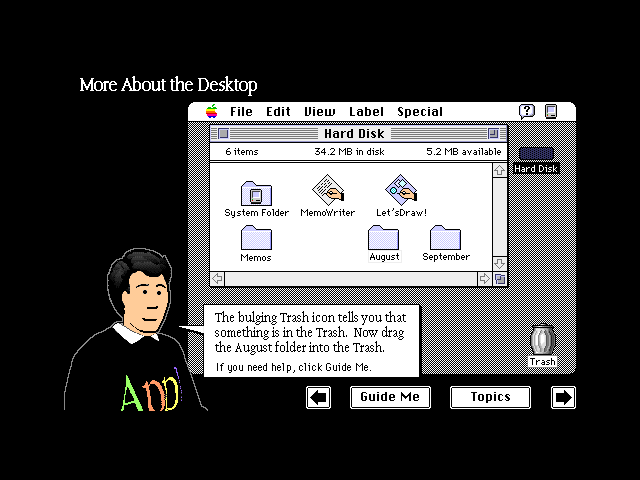 More About the Desktop
File Edit View Label Special
Hard Disk
6 items 34.2 MB in disk 5.2 MB available
Hard Disk
System Folder MemoWriter Let'sDraw!
Memos August September
The bulging Trash icon tells you that
something is in the Trash. Now drag
the August folder into the Trash.
If you need help, click Guide Me.
Trash
App
Guide Me Topics